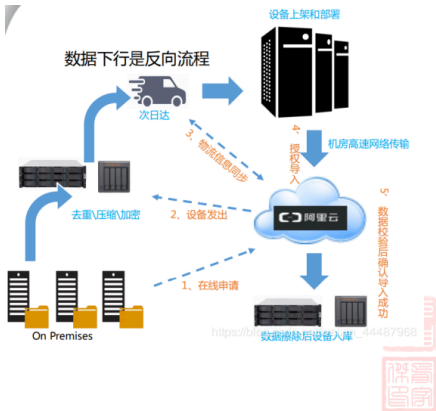 设备上架和部署
数据下行是反向流程
次日达
3、物流信息同步
4、授权导入
机房高速网络传输
去重\压缩\加密
2、设备发出
阿里云
5、数据校验后确认导入成功
1、在线申请
On Premises
数据擦除后设备入库
44487968